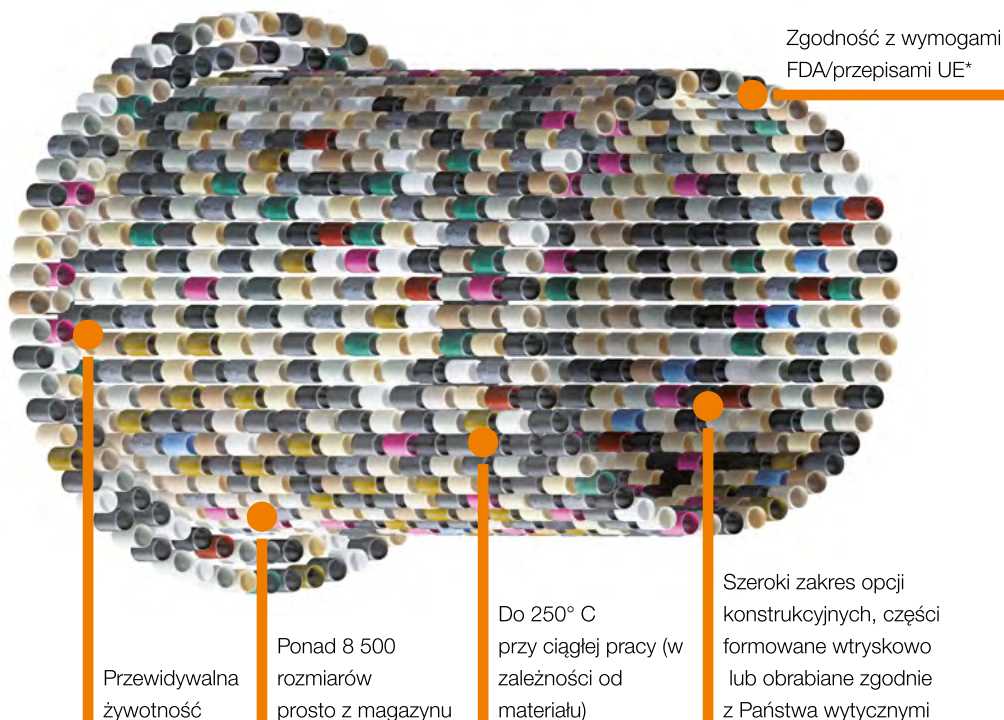 Zgodność z wymogami
FDA/przepisami UE*
Przewidywalna
żywotność
Ponad 8 500
rozmiarów
prosto z magazynu
Do 250° C
przy ciągłej pracy (w
zależności od
materiału)
Szeroki zakres opcji
konstrukcyjnych, części
formowane wtryskowo
lub obrabiane zgodnie
z Państwa wytycznymi